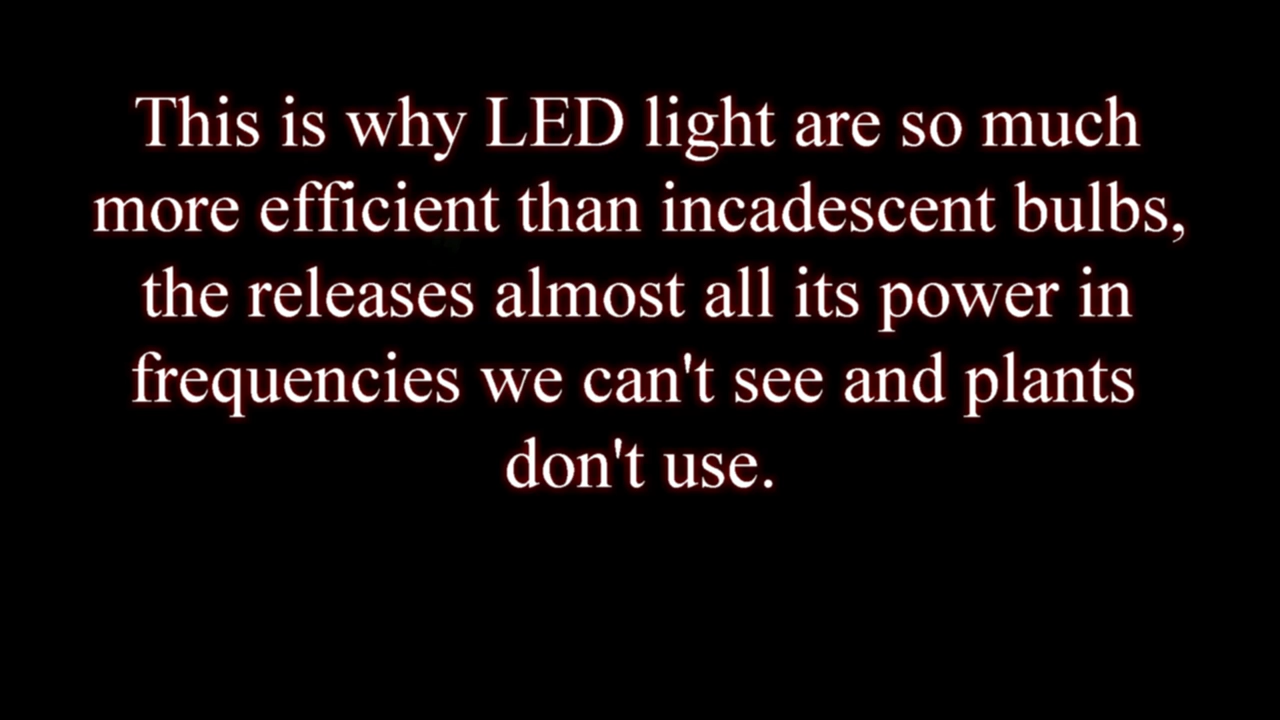 This is why LED light are so much
more efficient than incadescent bulbs,
the releases almost all its power in
frequencies we can't see and plants
don't use.